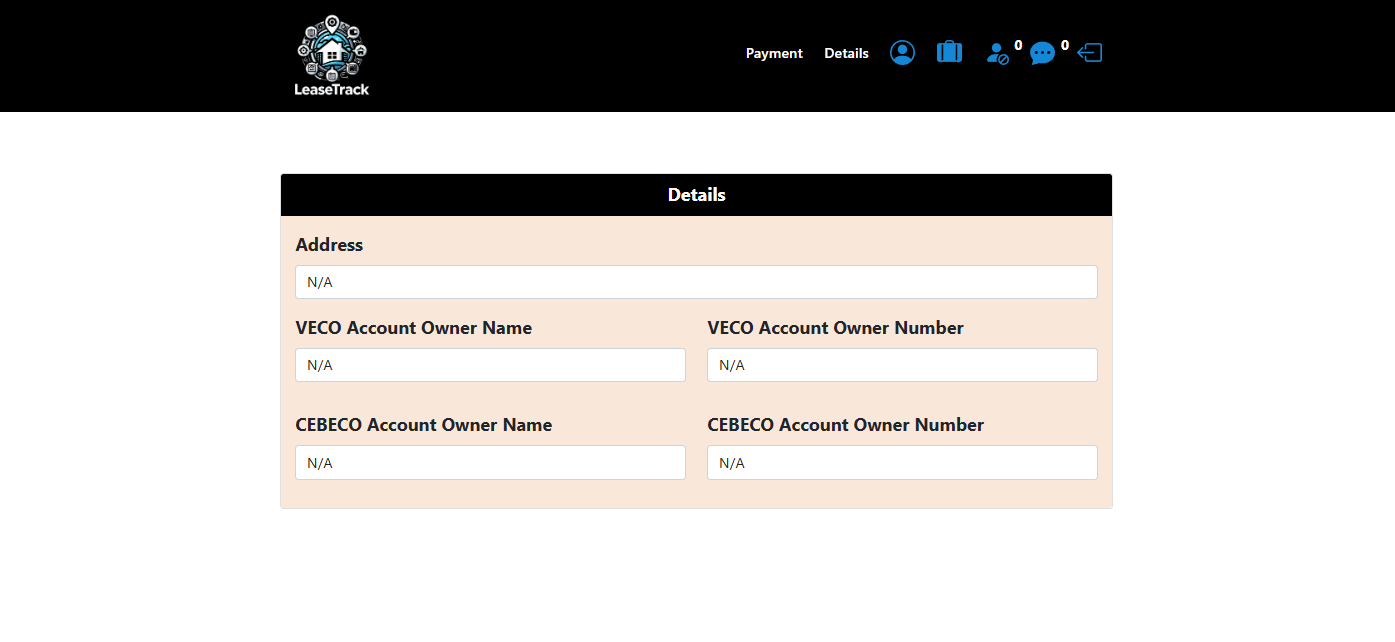 LeaseTrack
Payment Details 0 0
Details
Address
N/A
VECO Account Owner Name VECO Account Owner Number
N/A N/A
CEBECO Account Owner Name CEBECO Account Owner Number
N/A N/A